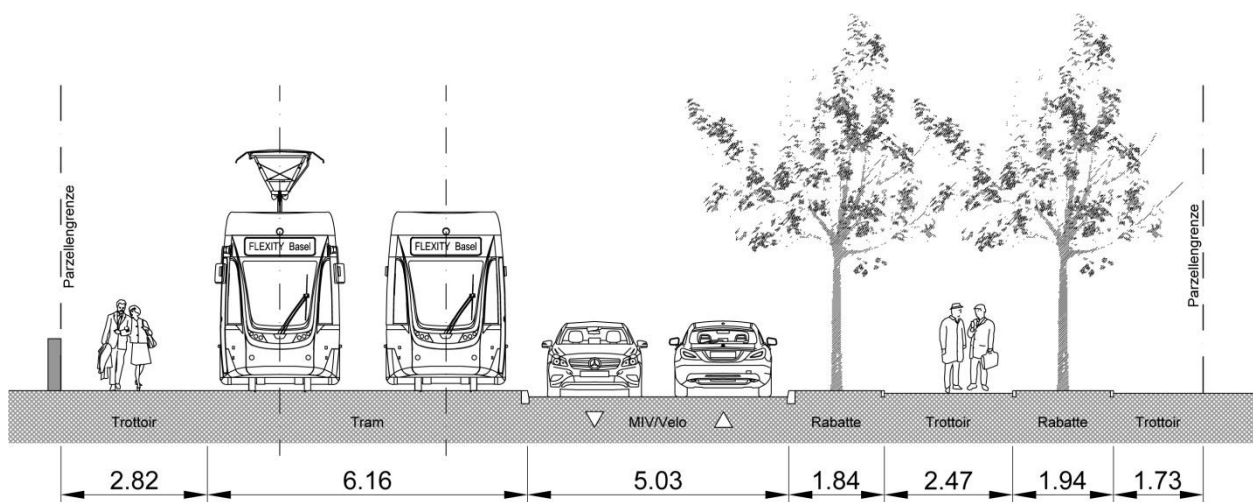 Parzellengrenze
Parzellengrenze
FLEXITY Basel
FLEXITY Basel
Trottoir
Tram
MIV/Velo
Rabatte
Trottoir
Rabatte
Trottoir
2.82
6.16
5.03
1.84
2.47
1.94
1.73